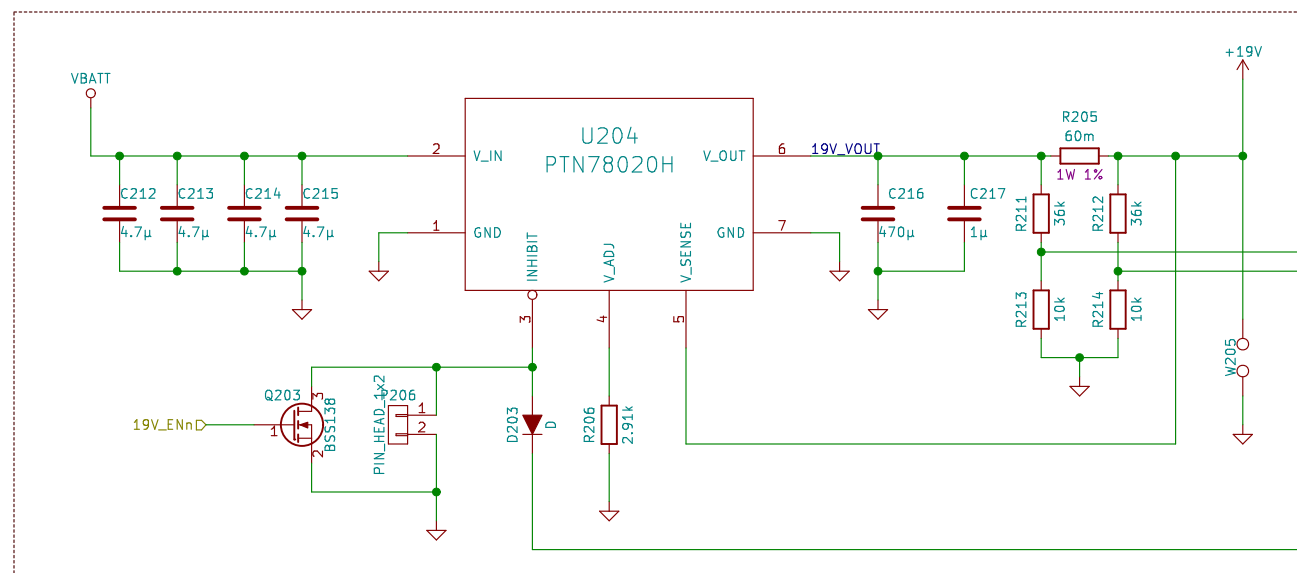 VBATT
+19V
U204
PTN78020H
R205
60m
1W 1%
2
V_IN
V_OUT
6
19V_VOUT
C212
4.7µ
C213
4.7µ
C214
4.7µ
C215
4.7µ
1
GND
GND
7
C216
470µ
C217
1µ
R211
36k
R212
36k
INHIBIT
V_ADJ
V_SENSE
3
4
5
R213
10k
R214
10k
W205
Q203
3
BSS138
19V_ENn
1
2
P206
PIN_HEAD_1x2
1
2
D203
D
R206
2.91k